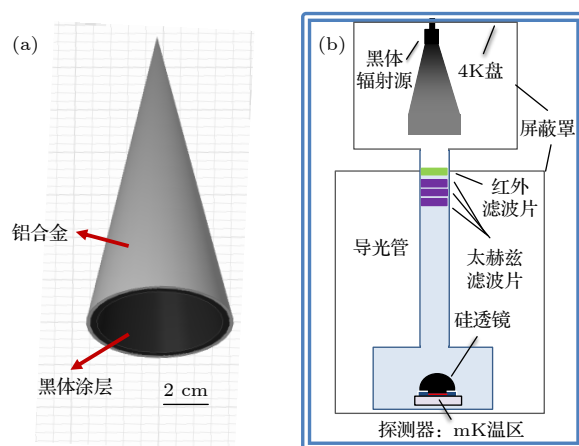 (a)
铝合金
黑体涂层
2 cm
(b)
黑体
辐射源
4K盘
屏蔽罩
红外
滤波片
导光管
太赫兹
滤波片
硅透镜
探测器：mK温区